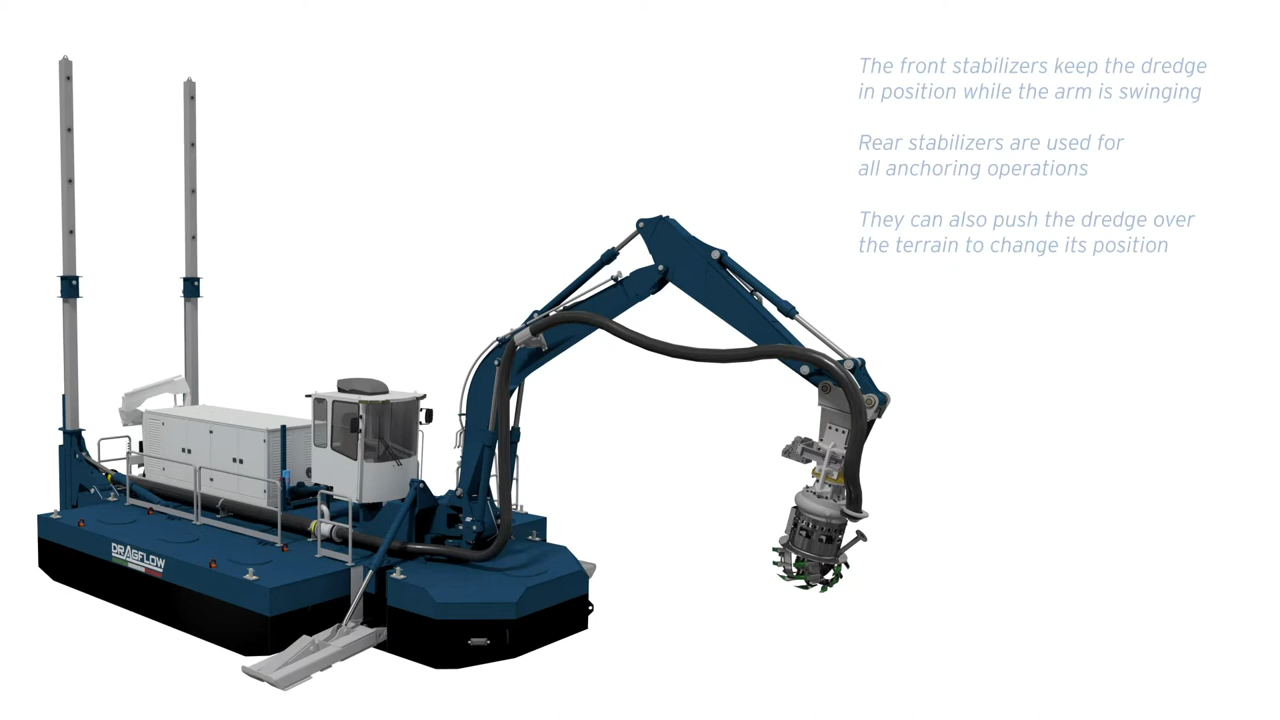 The front stabilizers keep the dredge
in position while the arm is swinging
Rear stabilizers are used for
all anchoring operations
They can also push the dredge over
the terrain to change its position
DRAGFLOW